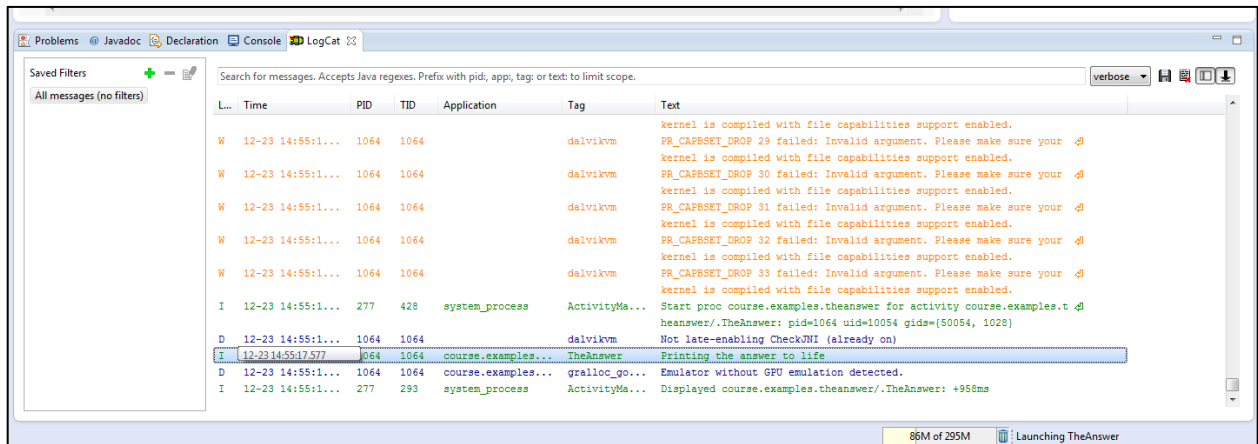 Problems @ Javadoc Declaration Console LogCat
Saved Filters
All messages (no filters)
Search for messages. Accepts Java regexes. Prefix with pid:, app:, tag: or text: to limit scope. verbose
L... Time PID TID Application Tag Text
kernel is compiled with file capabilities support enabled.
W 12-23 14:55:1... 1064 1064 dalvikvm PR_CAPBSET_DROP 29 failed: Invalid argument. Please make sure your
kernel is compiled with file capabilities support enabled.
W 12-23 14:55:1... 1064 1064 dalvikvm PR_CAPBSET_DROP 30 failed: Invalid argument. Please make sure your
kernel is compiled with file capabilities support enabled.
W 12-23 14:55:1... 1064 1064 dalvikvm PR_CAPBSET_DROP 31 failed: Invalid argument. Please make sure your
kernel is compiled with file capabilities support enabled.
W 12-23 14:55:1... 1064 1064 dalvikvm PR_CAPBSET_DROP 32 failed: Invalid argument. Please make sure your
kernel is compiled with file capabilities support enabled.
W 12-23 14:55:1... 1064 1064 dalvikvm PR_CAPBSET_DROP 33 failed: Invalid argument. Please make sure your
kernel is compiled with file capabilities support enabled.
I 12-23 14:55:1... 277 428 system_process ActivityMa... Start proc course.examples.theanswer for activity course.examples.t
heanswer/.TheAnswer: pid=1064 uid=10054 gids={50054, 1028}
D 12-23 14:55:1... 1064 1064 dalvikvm Not late-enabling CheckJNI (already on)
I 12-23 14:55:17.577 064 1064 course.examples... TheAnswer Printing the answer to life
D 12-23 14:55:1... 1064 1064 course.examples... gralloc_go... Emulator without GPU emulation detected.
I 12-23 14:55:1... 277 293 system_process ActivityMa... Displayed course.examples.theanswer/.TheAnswer: +958ms
86M of 295M Launching TheAnswer